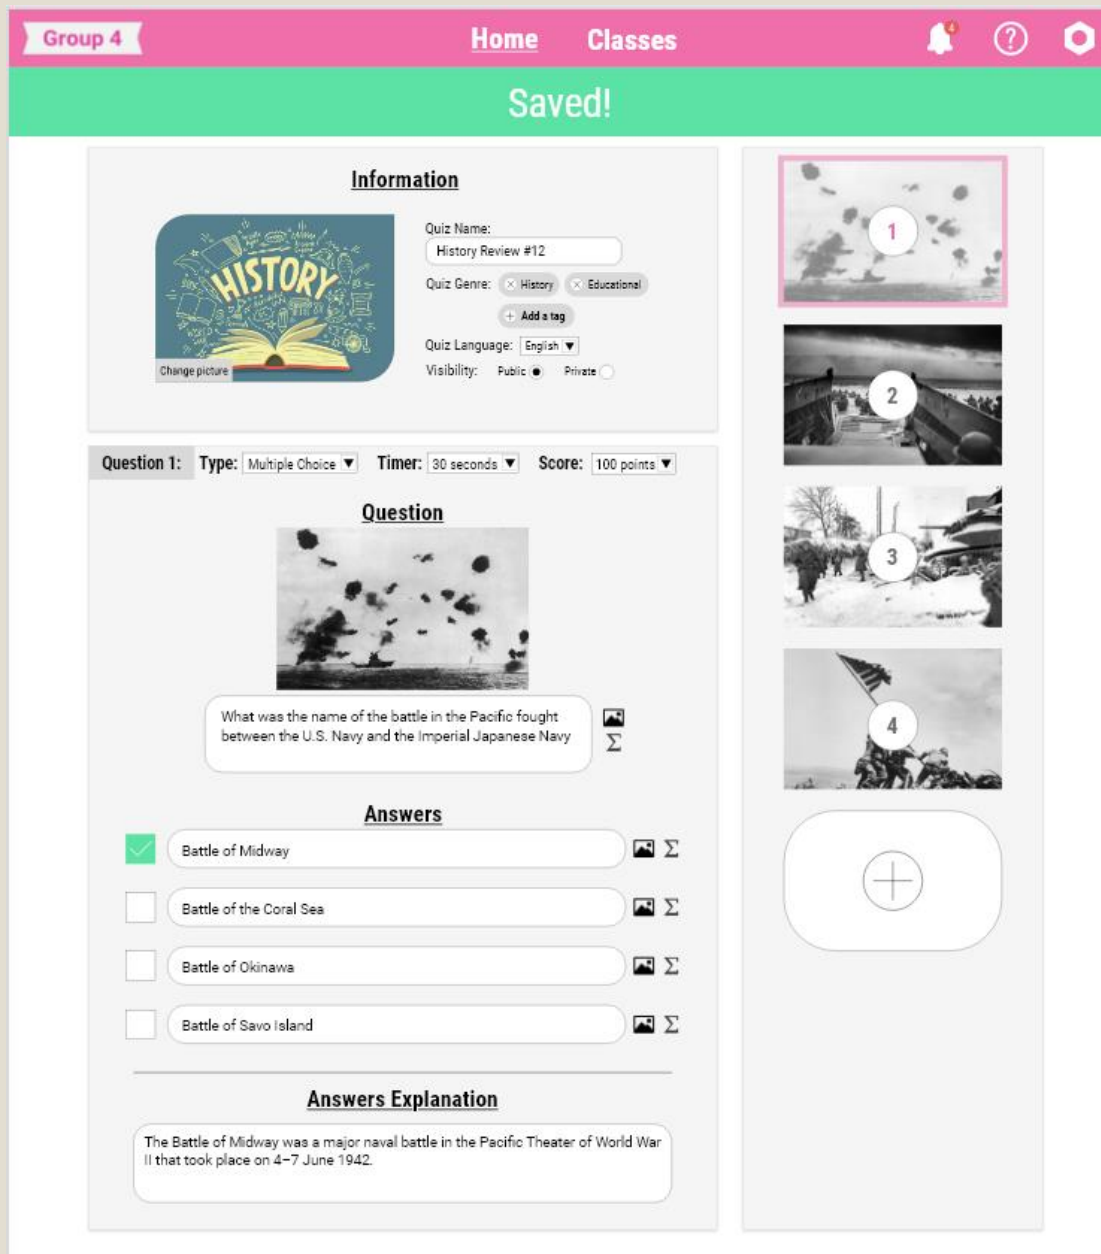 Group 4
Home Classes
4
?
Saved!
Information
HISTORY
Change picture
Quiz Name:
History Review #12
Quiz Genre: × History × Educational
+ Add a tag
Quiz Language: English ▼
Visibility: Public Private
Question 1: Type: Multiple Choice ▼ Timer: 30 seconds ▼ Score: 100 points ▼
Question
What was the name of the battle in the Pacific fought
between the U.S. Navy and the Imperial Japanese Navy
Σ
Answers
Battle of Midway Σ
Battle of the Coral Sea Σ
Battle of Okinawa Σ
Battle of Savo Island Σ
Answers Explanation
The Battle of Midway was a major naval battle in the Pacific Theater of World War
II that took place on 4–7 June 1942.
1
2
3
4